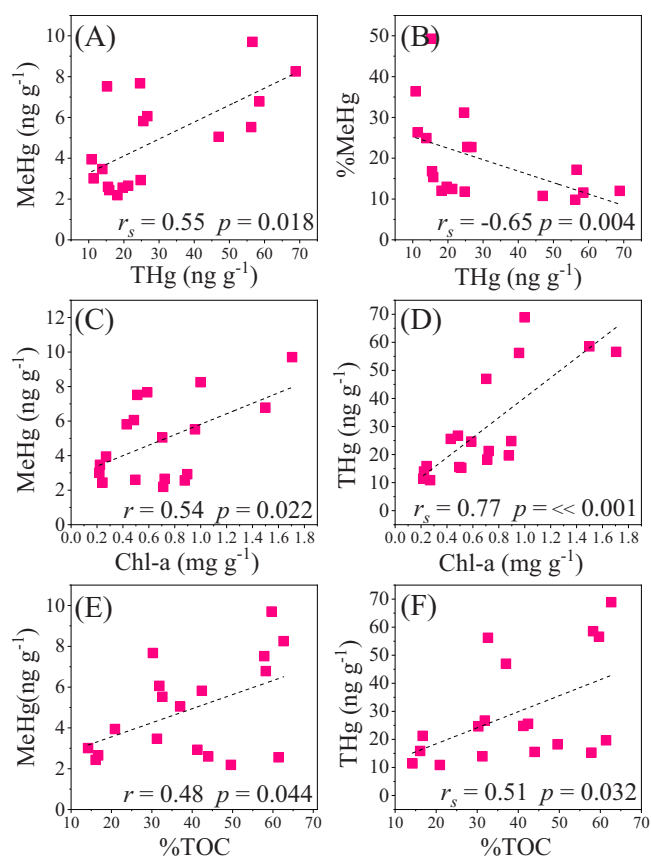 (A)
10
8
6
4
2
0
MeHg (ng g⁻¹)
r_s = 0.55 p = 0.018
10 20 30 40 50 60 70
THg (ng g⁻¹)
(B)
50
40
30
20
10
0
%MeHg
r_s = -0.65 p = 0.004
10 20 30 40 50 60 70
THg (ng g⁻¹)
(C)
12
10
8
6
4
2
0
MeHg (ng g⁻¹)
r = 0.54 p = 0.022
0.0 0.2 0.4 0.6 0.8 1.0 1.2 1.4 1.6 1.8
Chl-a (mg g⁻¹)
(D)
70
60
50
40
30
20
10
0
THg (ng g⁻¹)
r_s = 0.77 p = << 0.001
0.0 0.2 0.4 0.6 0.8 1.0 1.2 1.4 1.6 1.8
Chl-a (mg g⁻¹)
(E)
10
8
6
4
2
0
MeHg(ng g⁻¹)
r = 0.48 p = 0.044
10 20 30 40 50 60 70
%TOC
(F)
70
60
50
40
30
20
10
0
THg (ng g⁻¹)
r_s = 0.51 p = 0.032
10 20 30 40 50 60 70
%TOC